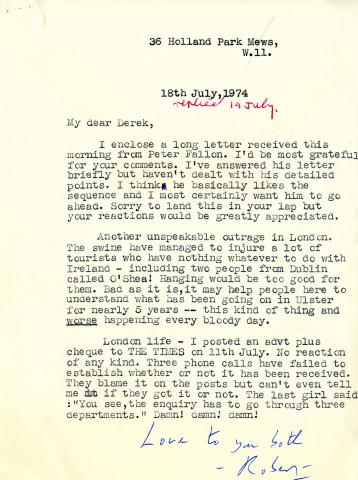 36 Holland Park Mews,
W.11.
18th July,1974
replied 19 July.
My dear Derek,
I enclose a long letter received this
morning from Peter Fallon. I'd be most grateful
for your comments. I've answered his letter
briefly but haven't dealt with his detailed
points. I think he basically likes the
sequence and I most certainly want him to go
ahead. Sorry to land this in your lap but
your reactions would be greatly appreciated.
Another unspeakable outrage in London.
The swine have managed to injure a lot of
tourists who have nothing whatever to do with
Ireland - including two people from Dublin
called O'Shea! Hanging would be too good for
them. Bad as it is,it may help people here to
understand what has been going on in Ulster
for nearly 5 years -- this kind of thing and
worse happening every bloody day.
London life - I posted an advt plus
cheque to THE TIMES on 11th July. No reaction
of any kind. Three phone calls have failed to
establish whether or not it has been received.
They blame it on the posts but can't even tell
me if they got it or not. The last girl said
:"You see,the enquiry has to go through three
departments." Damn! damn! damn!
Love to you both
- Robert -